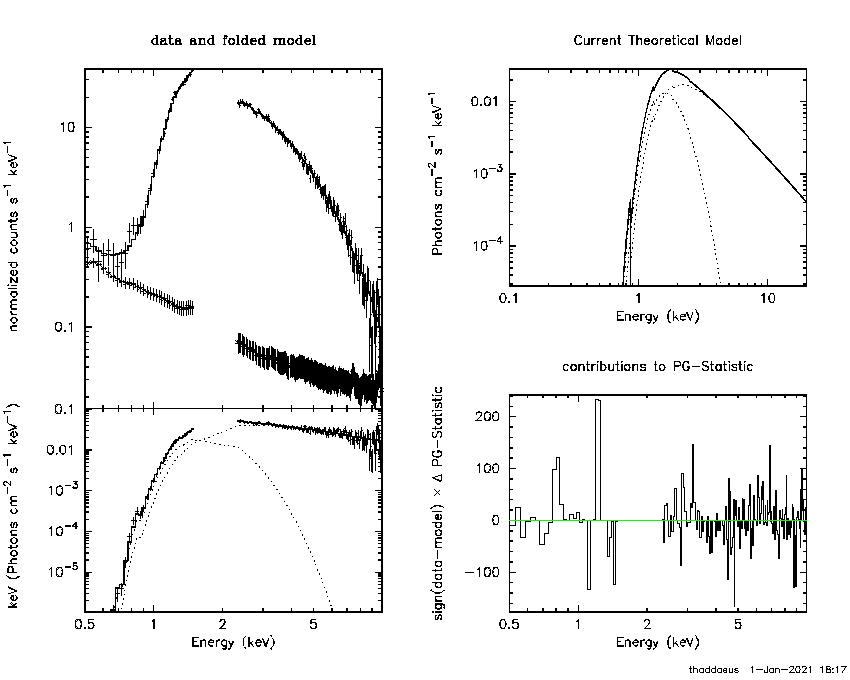 data and folded model
normalized counts s⁻¹ keV⁻¹
10
1
0.1
keV (Photons cm⁻² s⁻¹ keV⁻¹)
0.1
0.01
10⁻³
10⁻⁴
10⁻⁵
0.5 1 2 5
Energy (keV)
Current Theoretical Model
Photons cm⁻² s⁻¹ keV⁻¹
0.01
10⁻³
10⁻⁴
0.1 1 10
Energy (keV)
contributions to PG-Statistic
sign(data-model) × Δ PG-Statistic
200
100
0
-100
0.5 1 2 5
Energy (keV)
thaddaeus 1-Jan-2021 18:17